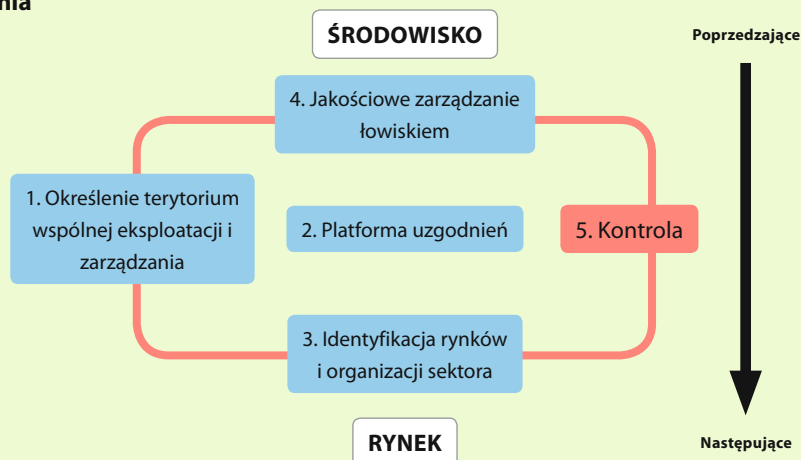 ŚRODOWISKO
Poprzedzające
4. Jakościowe zarządzanie
łowiskiem
1. Określenie terytorium
wspólnej eksploatacji i
zarządzania
2. Platforma uzgodnień
5. Kontrola
3. Identyfikacja rynków
i organizacji sektora
RYNEK
Następujące